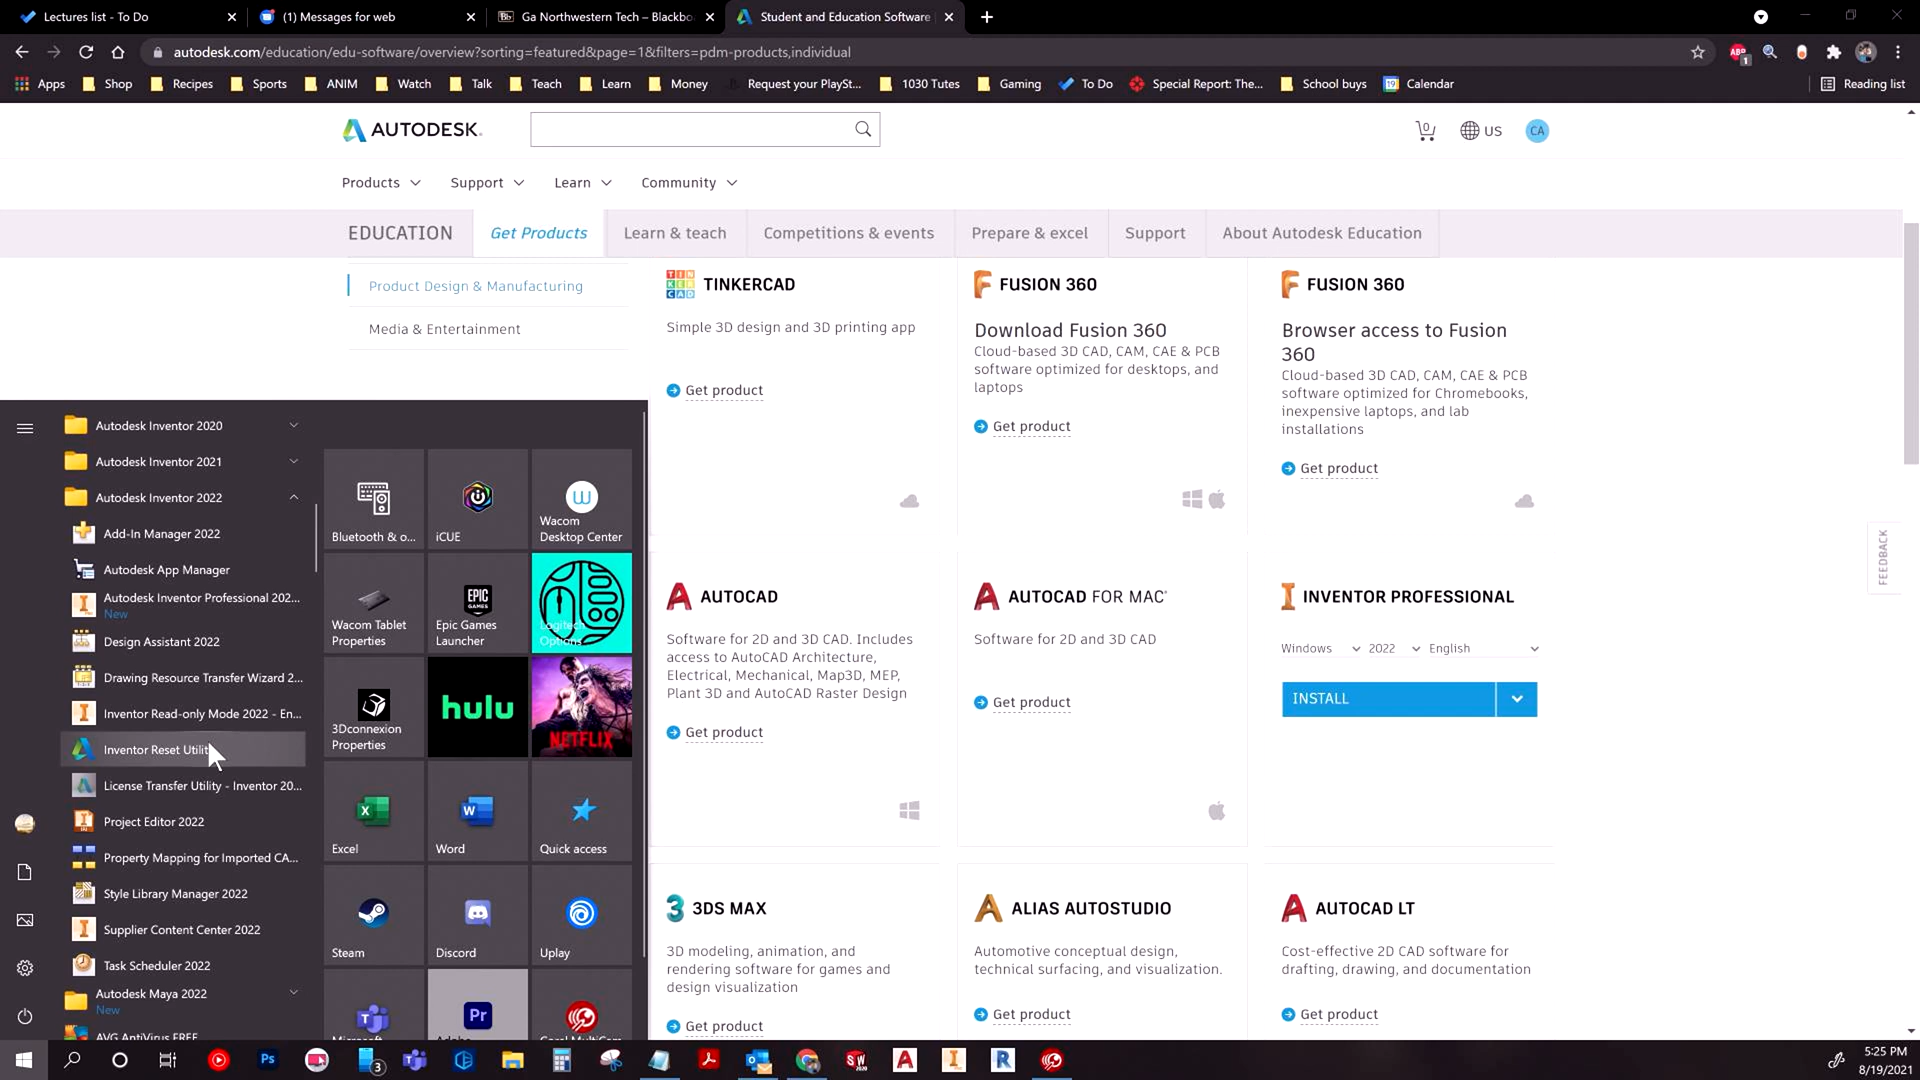 Lectures list - To Do
(1) Messages for web
Ga Northwestern Tech – Blackbo
Student and Education Software
autodesk.com/education/edu-software/overview?sorting=featured&page=1&filters=pdm-products,individual
ABP
1
Apps
Shop
Recipes
Sports
ANIM
Watch
Talk
Teach
Learn
Money
Request your PlaySt...
1030 Tutes
Gaming
To Do
Special Report: The...
School buys
19
Calendar
Reading list
AUTODESK.
0
US
CA
Products
Support
Learn
Community
EDUCATION
Get Products
Learn & teach
Competitions & events
Prepare & excel
Support
About Autodesk Education
Product Design & Manufacturing
Media & Entertainment
TINKERCAD
Simple 3D design and 3D printing app
Get product
FUSION 360
Download Fusion 360
Cloud-based 3D CAD, CAM, CAE & PCB
software optimized for desktops, and
laptops
Get product
FUSION 360
Browser access to Fusion
360
Cloud-based 3D CAD, CAM, CAE & PCB
software optimized for Chromebooks,
inexpensive laptops, and lab
installations
Get product
AUTOCAD
Software for 2D and 3D CAD. Includes
access to AutoCAD Architecture,
Electrical, Mechanical, Map3D, MEP,
Plant 3D and AutoCAD Raster Design
Get product
AUTOCAD FOR MAC®
Software for 2D and 3D CAD
Get product
INVENTOR PROFESSIONAL
Windows
2022
English
INSTALL
3DS MAX
3D modeling, animation, and
rendering software for games and
design visualization
Get product
ALIAS AUTOSTUDIO
Automotive conceptual design,
technical surfacing, and visualization.
Get product
AUTOCAD LT
Cost-effective 2D CAD software for
drafting, drawing, and documentation
Get product
FEEDBACK
Autodesk Inventor 2020
Autodesk Inventor 2021
Autodesk Inventor 2022
Add-In Manager 2022
Autodesk App Manager
Autodesk Inventor Professional 202...
New
Design Assistant 2022
Drawing Resource Transfer Wizard 2...
Inventor Read-only Mode 2022 - En...
Inventor Reset Utilit
License Transfer Utility - Inventor 20...
Project Editor 2022
Property Mapping for Imported CA...
Style Library Manager 2022
Supplier Content Center 2022
Task Scheduler 2022
Autodesk Maya 2022
New
AVG AntiVirus FREE
Bluetooth & o...
iCUE
Wacom
Desktop Center
Wacom Tablet
Properties
EPIC
GAMES
Epic Games
Launcher
Logitech
Options
3Dconnexion
Properties
hulu
NETFLIX
Excel
Word
Quick access
Steam
Discord
Uplay
Microsoft
Pr
Adobe
Corel MultiCam
Ps
3
SW
2020
5:25 PM
8/19/2021